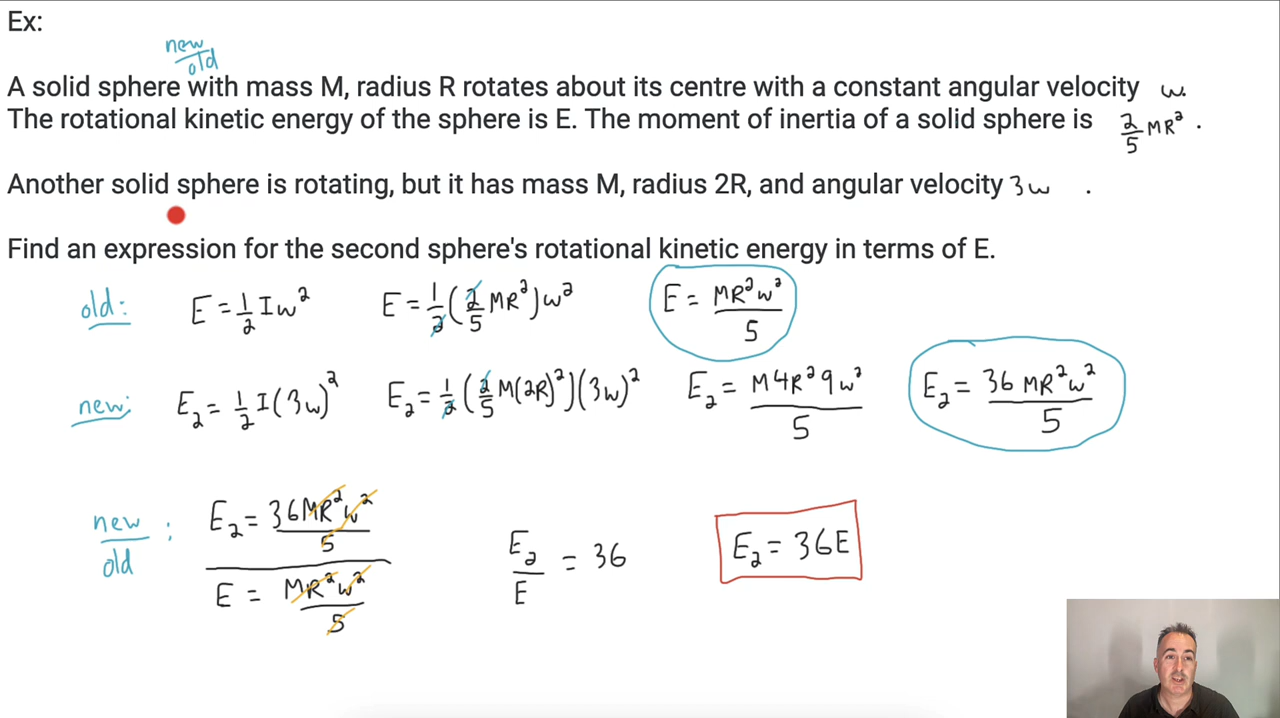 Ex:
new/old
A solid sphere with mass M, radius R rotates about its centre with a constant angular velocity ω.
The rotational kinetic energy of the sphere is E. The moment of inertia of a solid sphere is 2/5 MR².
Another solid sphere is rotating, but it has mass M, radius 2R, and angular velocity 3ω.
Find an expression for the second sphere's rotational kinetic energy in terms of E.
old: E = 1/2 Iω² E = 1/2 (2/5 MR²)ω² E = MR²ω²/5
new: E₂ = 1/2 I(3ω)² E₂ = 1/2 (2/5 M(2R)²)(3ω)² E₂ = M4R²9ω²/5 E₂ = 36MR²ω²/5
new/old: E₂ = 36MR²ω²/5 / E = MR²ω²/5 E₂/E = 36 E₂ = 36E